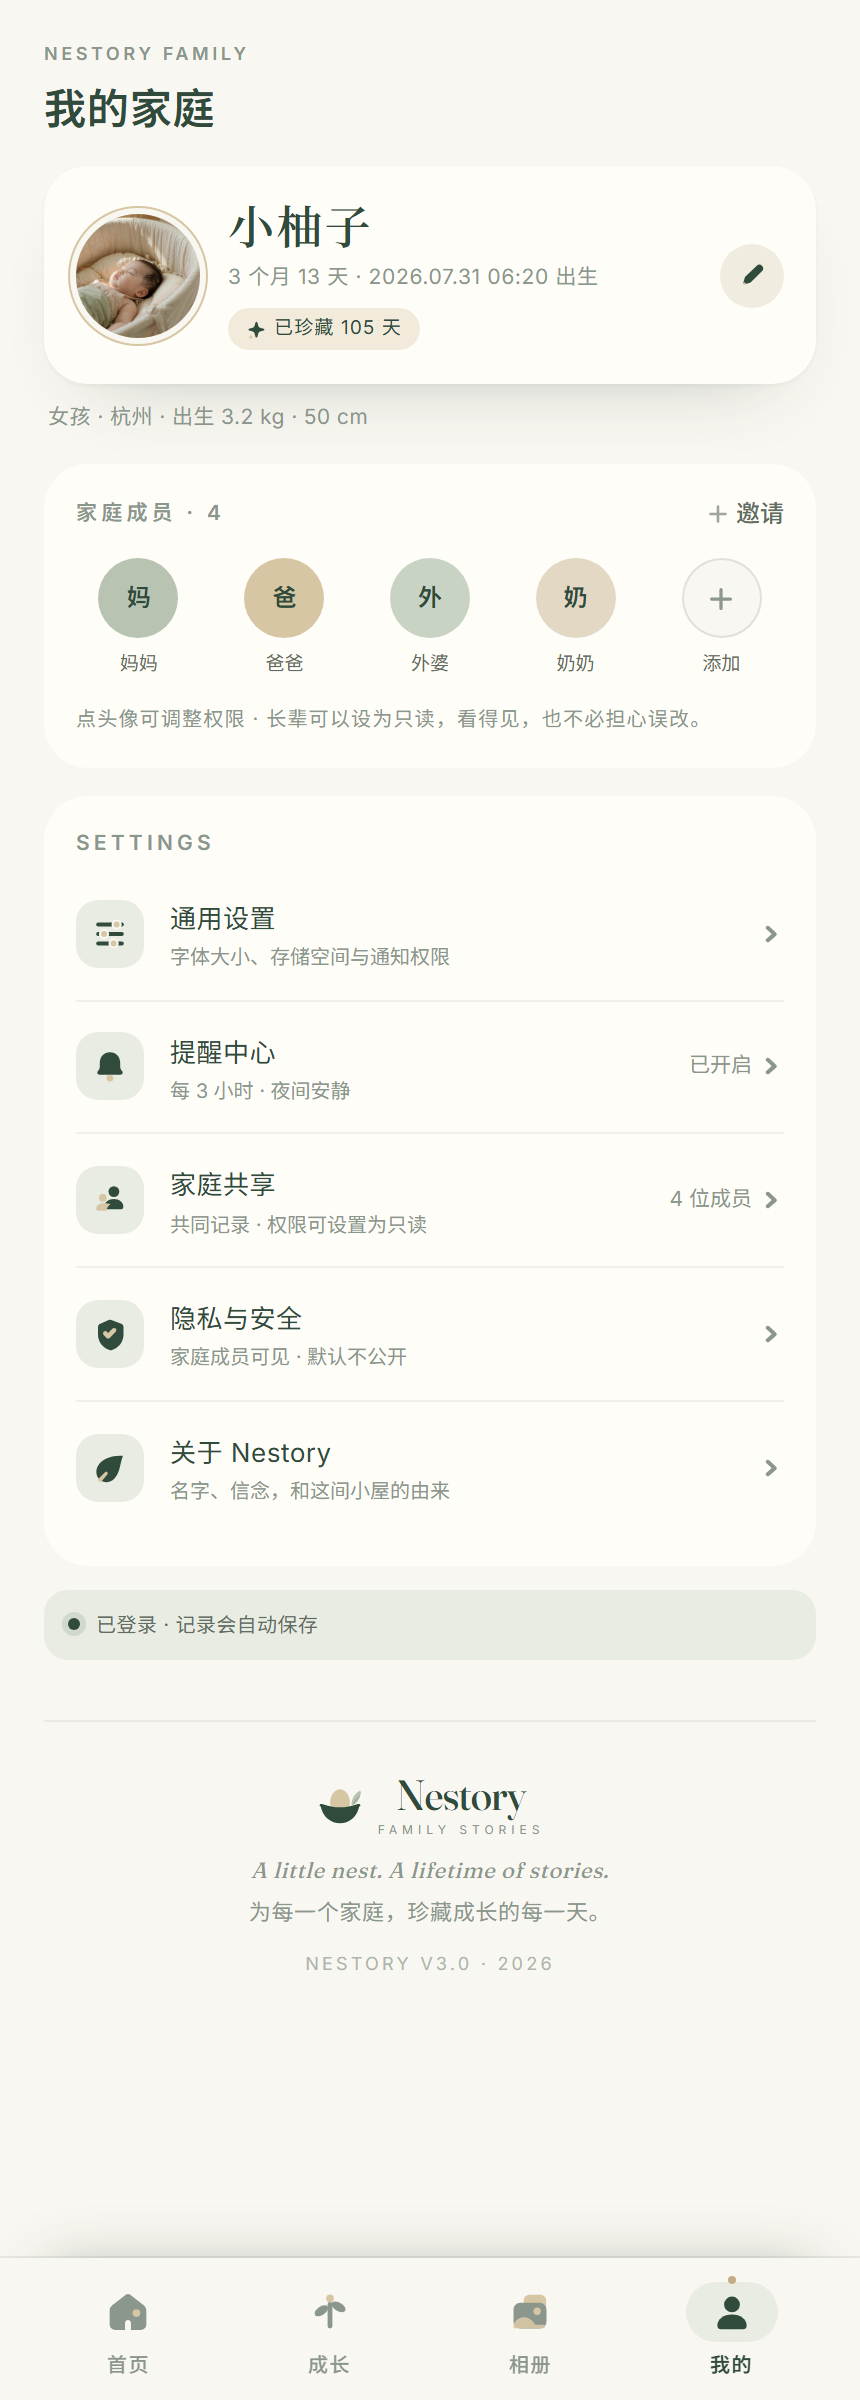 NESTORY FAMILY
我的家庭
小柚子
3 个月 13 天 · 2026.07.31 06:20 出生
已珍藏 105 天
女孩 · 杭州 · 出生 3.2 kg · 50 cm
家庭成员 · 4
+ 邀请
妈 爸 外 奶 +
妈妈 爸爸 外婆 奶奶 添加
点头像可调整权限 · 长辈可以设为只读，看得见，也不必担心误改。
SETTINGS
通用设置
字体大小、存储空间与通知权限
提醒中心
每 3 小时 · 夜间安静
已开启
家庭共享
共同记录 · 权限可设置为只读
4 位成员
隐私与安全
家庭成员可见 · 默认不公开
关于 Nestory
名字、信念，和这间小屋的由来
已登录 · 记录会自动保存
Nestory
FAMILY STORIES
A little nest. A lifetime of stories.
为每一个家庭，珍藏成长的每一天。
NESTORY V3.0 · 2026
首页 成长 相册 我的